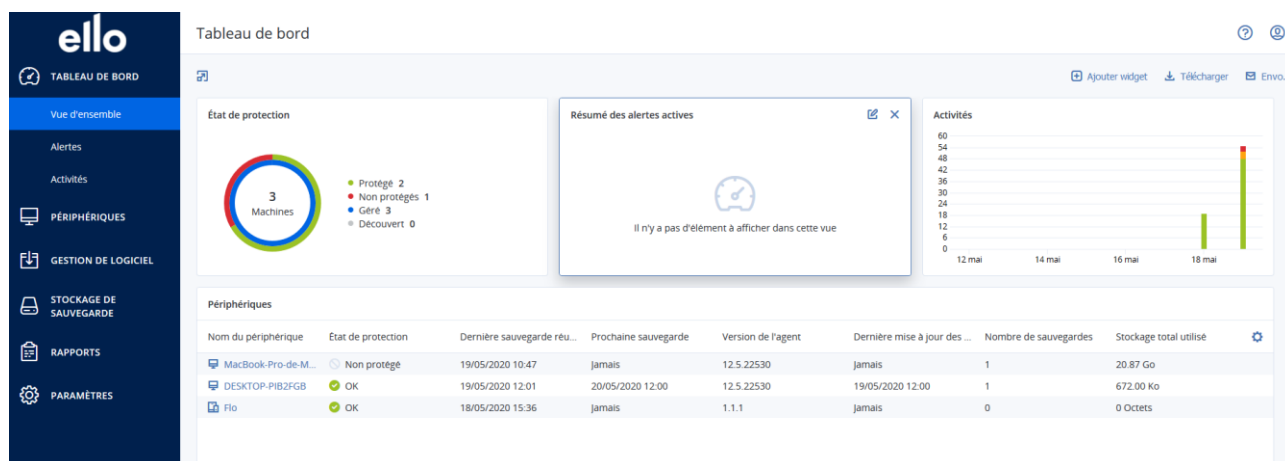 ello
Tableau de bord
TABLEAU DE BORD
Vue d'ensemble
Alertes
Activités
PÉRIPHÉRIQUES
GESTION DE LOGICIEL
STOCKAGE DE
SAUVEGARDE
RAPPORTS
PARAMÈTRES
Ajouter widget Télécharger Envo.
État de protection
3
Machines
Protégé 2
Non protégés 1
Géré 3
Découvert 0
Résumé des alertes actives
Il n'y a pas d'élément à afficher dans cette vue
Activités
60
54
48
42
36
30
24
18
12
6
0
12 mai 14 mai 16 mai 18 mai
Périphériques
Nom du périphérique État de protection Dernière sauvegarde réu... Prochaine sauvegarde Version de l'agent Dernière mise à jour des ... Nombre de sauvegardes Stockage total utilisé
MacBook-Pro-de-M... Non protégé 19/05/2020 10:47 Jamais 12.5.22530 Jamais 1 20.87 Go
DESKTOP-PIB2FGB OK 19/05/2020 12:01 20/05/2020 12:00 12.5.22530 19/05/2020 12:00 1 672.00 Ko
Flo OK 18/05/2020 15:36 Jamais 1.1.1 Jamais 0 0 Octets